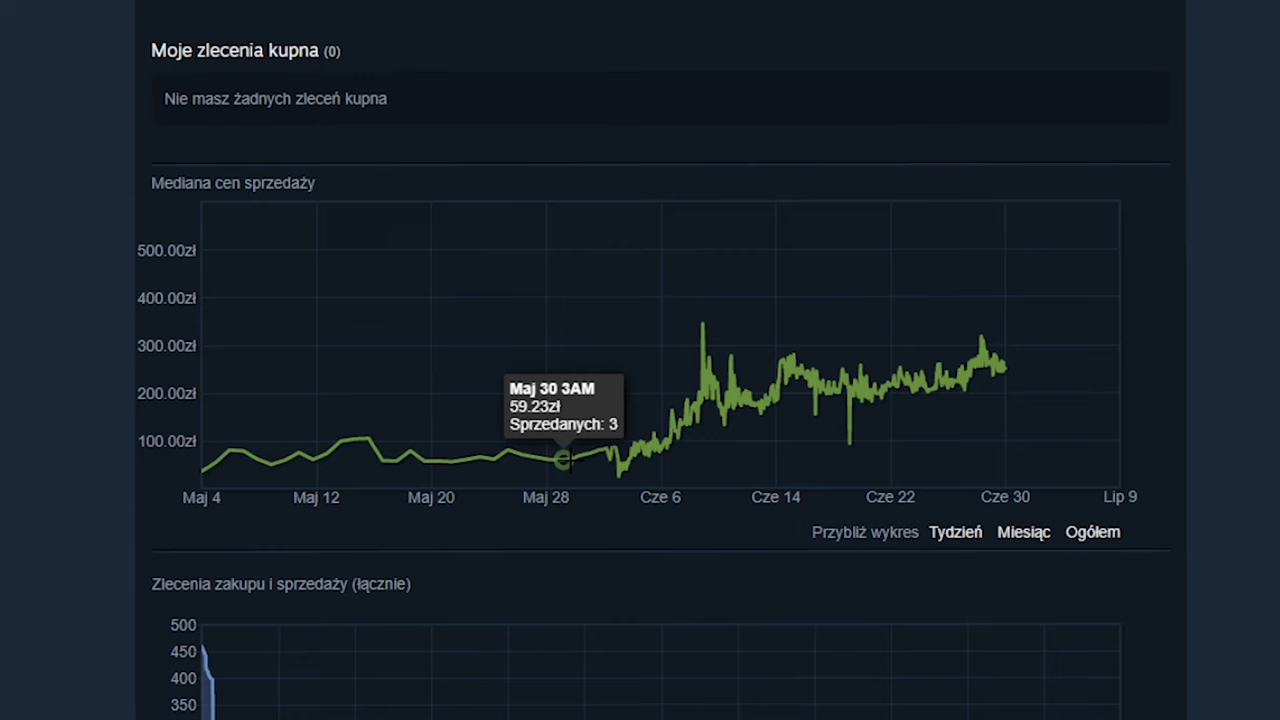 Moje zlecenia kupna (0)
Nie masz żadnych zleceń kupna
Mediana cen sprzedaży
500.00zł
400.00zł
300.00zł
200.00zł
100.00zł
Maj 30 3AM
59.23zł
Sprzedanych: 3
Maj 4 Maj 12 Maj 20 Maj 28 Cze 6 Cze 14 Cze 22 Cze 30 Lip 9
Przybliż wykres Tydzień Miesiąc Ogółem
Zlecenia zakupu i sprzedaży (łącznie)
500
450
400
350